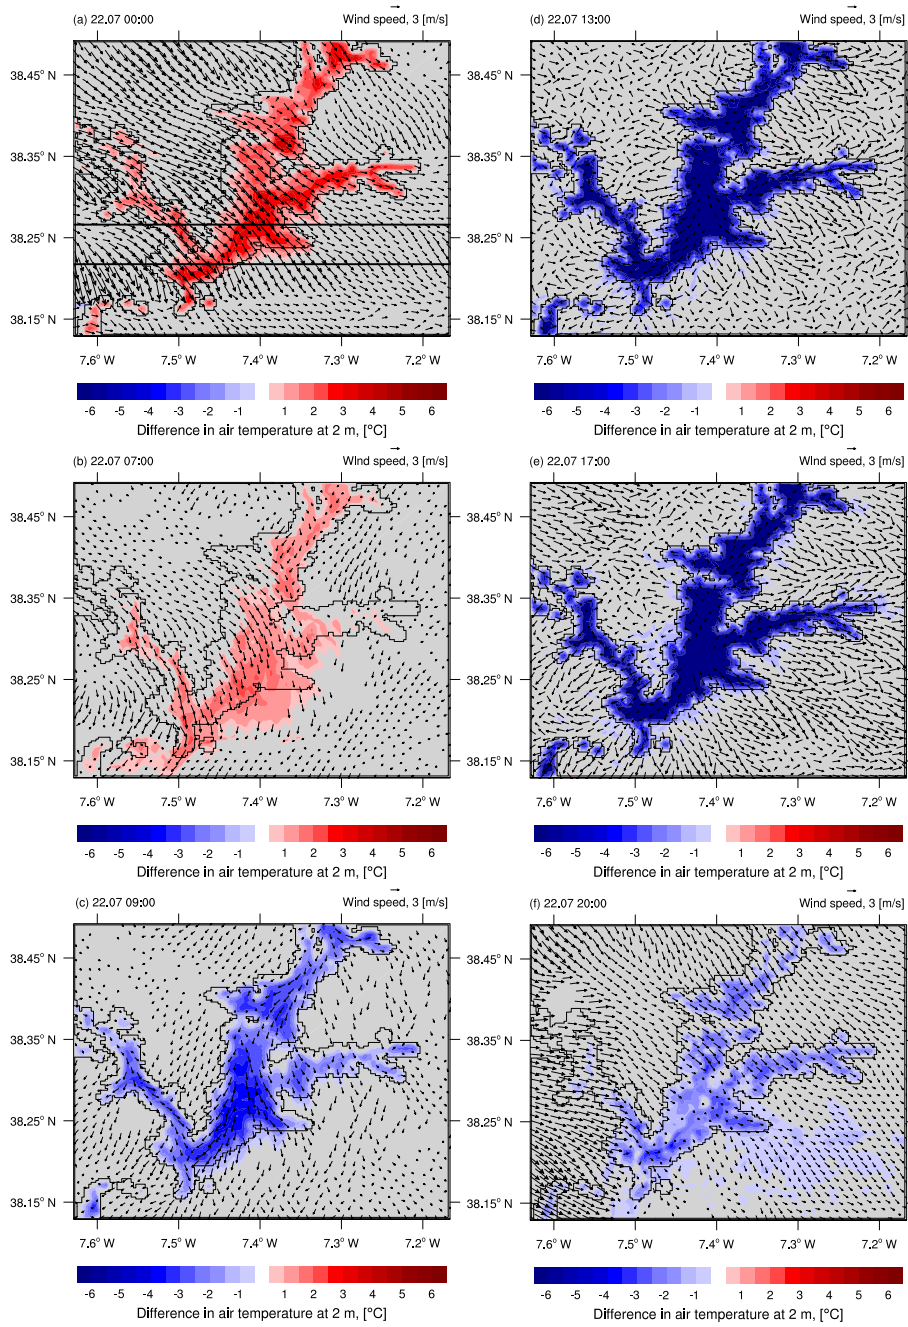 (a) 22.07 00:00 Wind speed, 3 [m/s]
38.45° N
38.35° N
38.25° N
38.15° N
7.6° W 7.5° W 7.4° W 7.3° W 7.2° W
-6 -5 -4 -3 -2 -1 1 2 3 4 5 6
Difference in air temperature at 2 m, [°C]
(d) 22.07 13:00 Wind speed, 3 [m/s]
38.45° N
38.35° N
38.25° N
38.15° N
7.6° W 7.5° W 7.4° W 7.3° W 7.2° W
-6 -5 -4 -3 -2 -1 1 2 3 4 5 6
Difference in air temperature at 2 m, [°C]
(b) 22.07 07:00 Wind speed, 3 [m/s]
38.45° N
38.35° N
38.25° N
38.15° N
7.6° W 7.5° W 7.4° W 7.3° W 7.2° W
-6 -5 -4 -3 -2 -1 1 2 3 4 5 6
Difference in air temperature at 2 m, [°C]
(e) 22.07 17:00 WInd speed, 3 [m/s]
38.45° N
38.35° N
38.25° N
38.15° N
7.6° W 7.5° W 7.4° W 7.3° W 7.2° W
-6 -5 -4 -3 -2 -1 1 2 3 4 5 6
Difference in air temperature at 2 m, [°C]
(c) 22.07 09:00 Wind speed, 3 [m/s]
38.45° N
38.35° N
38.25° N
38.15° N
7.6° W 7.5° W 7.4° W 7.3° W 7.2° W
-6 -5 -4 -3 -2 -1 1 2 3 4 5 6
Difference in air temperature at 2 m, [°C]
(f) 22.07 20:00 Wind speed, 3 [m/s]
38.45° N
38.35° N
38.25° N
38.15° N
7.6° W 7.5° W 7.4° W 7.3° W 7.2° W
-6 -5 -4 -3 -2 -1 1 2 3 4 5 6
Difference in air temperature at 2 m, [°C]